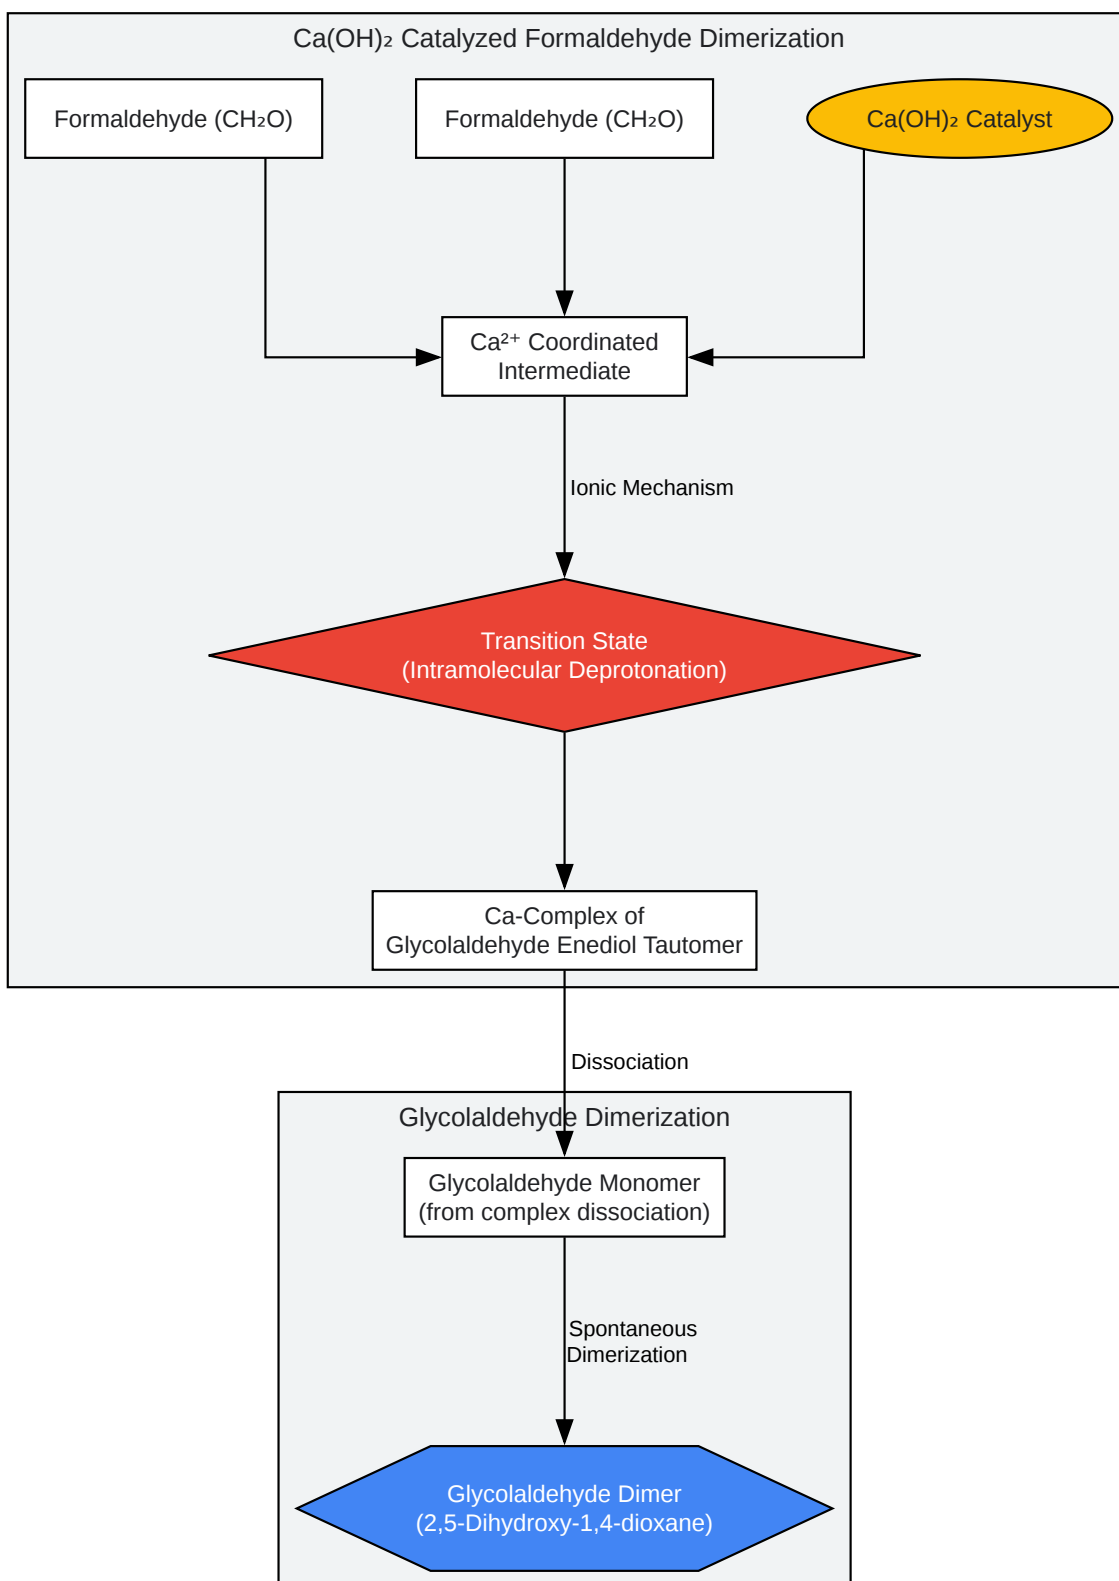 Ca(OH)₂ Catalyzed Formaldehyde Dimerization
Formaldehyde (CH₂O)
Formaldehyde (CH₂O)
Ca(OH)₂ Catalyst
Ca²⁺ Coordinated
Intermediate
Ionic Mechanism
Transition State
(Intramolecular Deprotonation)
Ca-Complex of
Glycolaldehyde Enediol Tautomer
Dissociation
Glycolaldehyde Dimerization
Glycolaldehyde Monomer
(from complex dissociation)
Spontaneous
Dimerization
Glycolaldehyde Dimer
(2,5-Dihydroxy-1,4-dioxane)